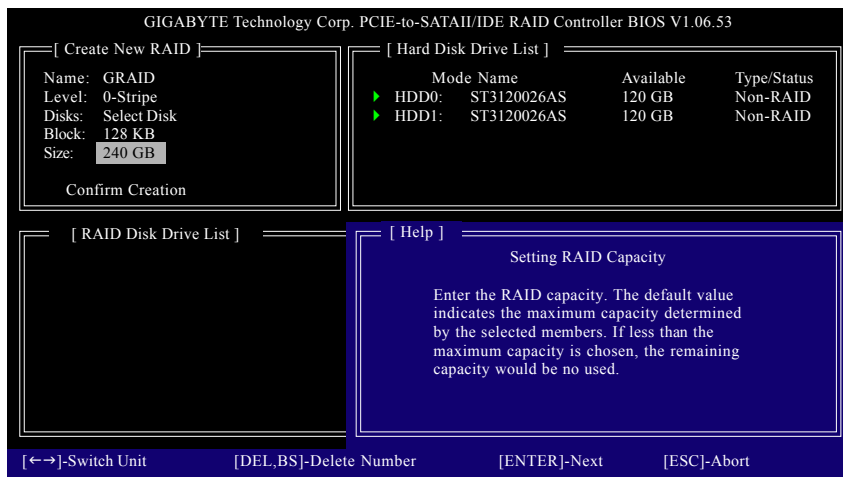 GIGABYTE Technology Corp. PCIE-to-SATAII/IDE RAID Controller BIOS V1.06.53
[ Create New RAID ]
Name: GRAID
Level: 0-Stripe
Disks: Select Disk
Block: 128 KB
Size: 240 GB
Confirm Creation
[ Hard Disk Drive List ]
Mode Name Available Type/Status
HDD0: ST3120026AS 120 GB Non-RAID
HDD1: ST3120026AS 120 GB Non-RAID
[ RAID Disk Drive List ]
[ Help ]
Setting RAID Capacity
Enter the RAID capacity. The default value
indicates the maximum capacity determined
by the selected members. If less than the
maximum capacity is chosen, the remaining
capacity would be no used.
[←→]-Switch Unit [DEL,BS]-Delete Number [ENTER]-Next [ESC]-Abort